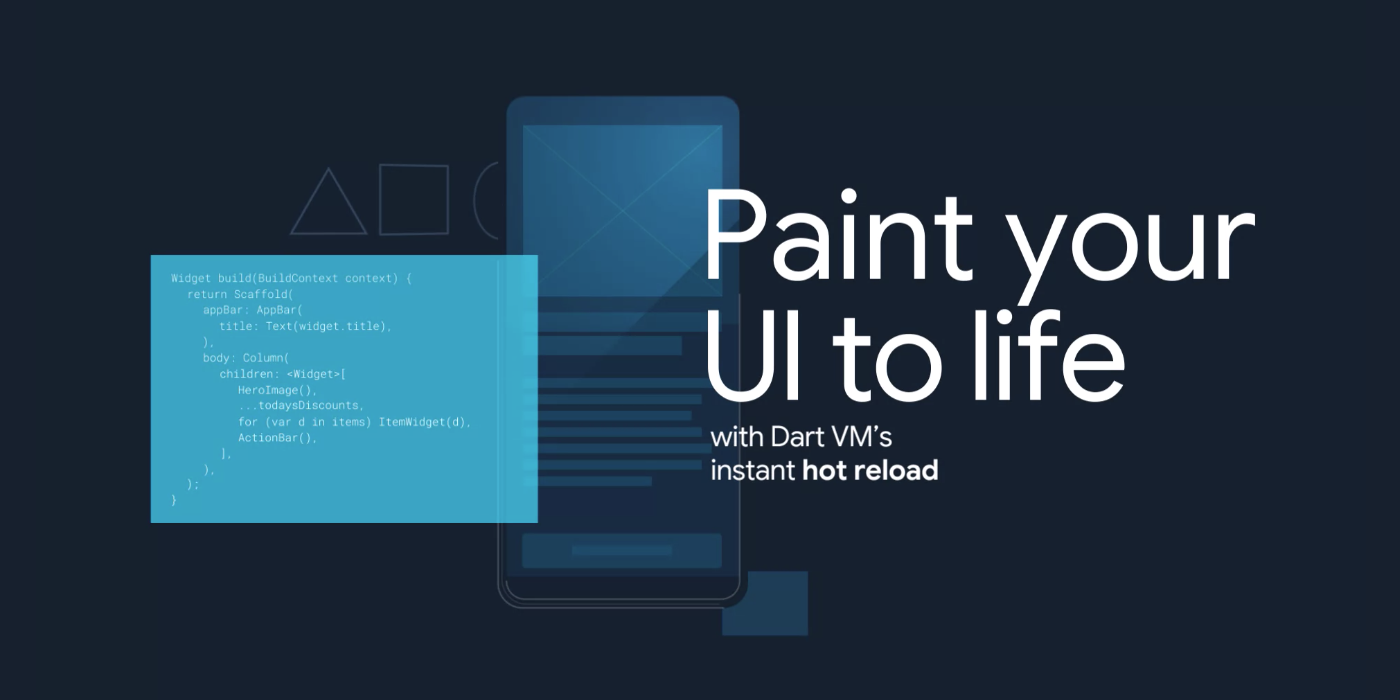 Widget build(BuildContext context) {
return Scaffold(
appBar: AppBar(
title: Text(widget.title),
),
body: Column(
children: <Widget>[
HeroImage(),
...todaysDiscounts,
for (var d in items) ItemWidget(d),
ActionBar(),
],
),
);
}
Paint your
UI to life
with Dart VM’s
instant hot reload